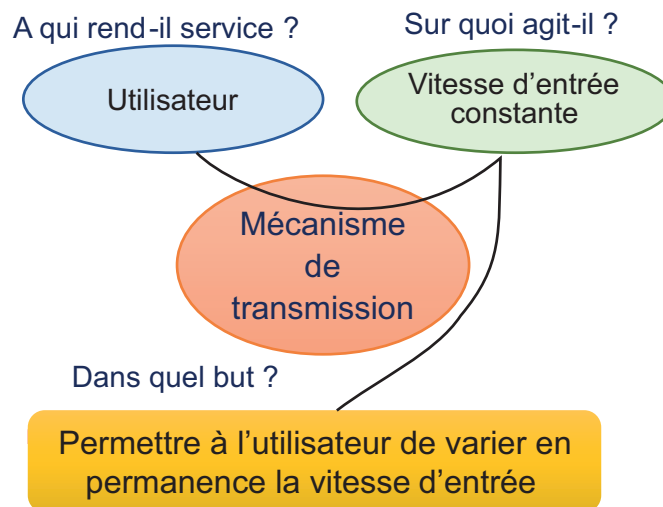 A qui rend-il service ?
Sur quoi agit-il ?
Utilisateur
Vitesse d'entrée
constante
Mécanisme
de
transmission
Dans quel but ?
Permettre à l'utilisateur de varier en
permanence la vitesse d'entrée